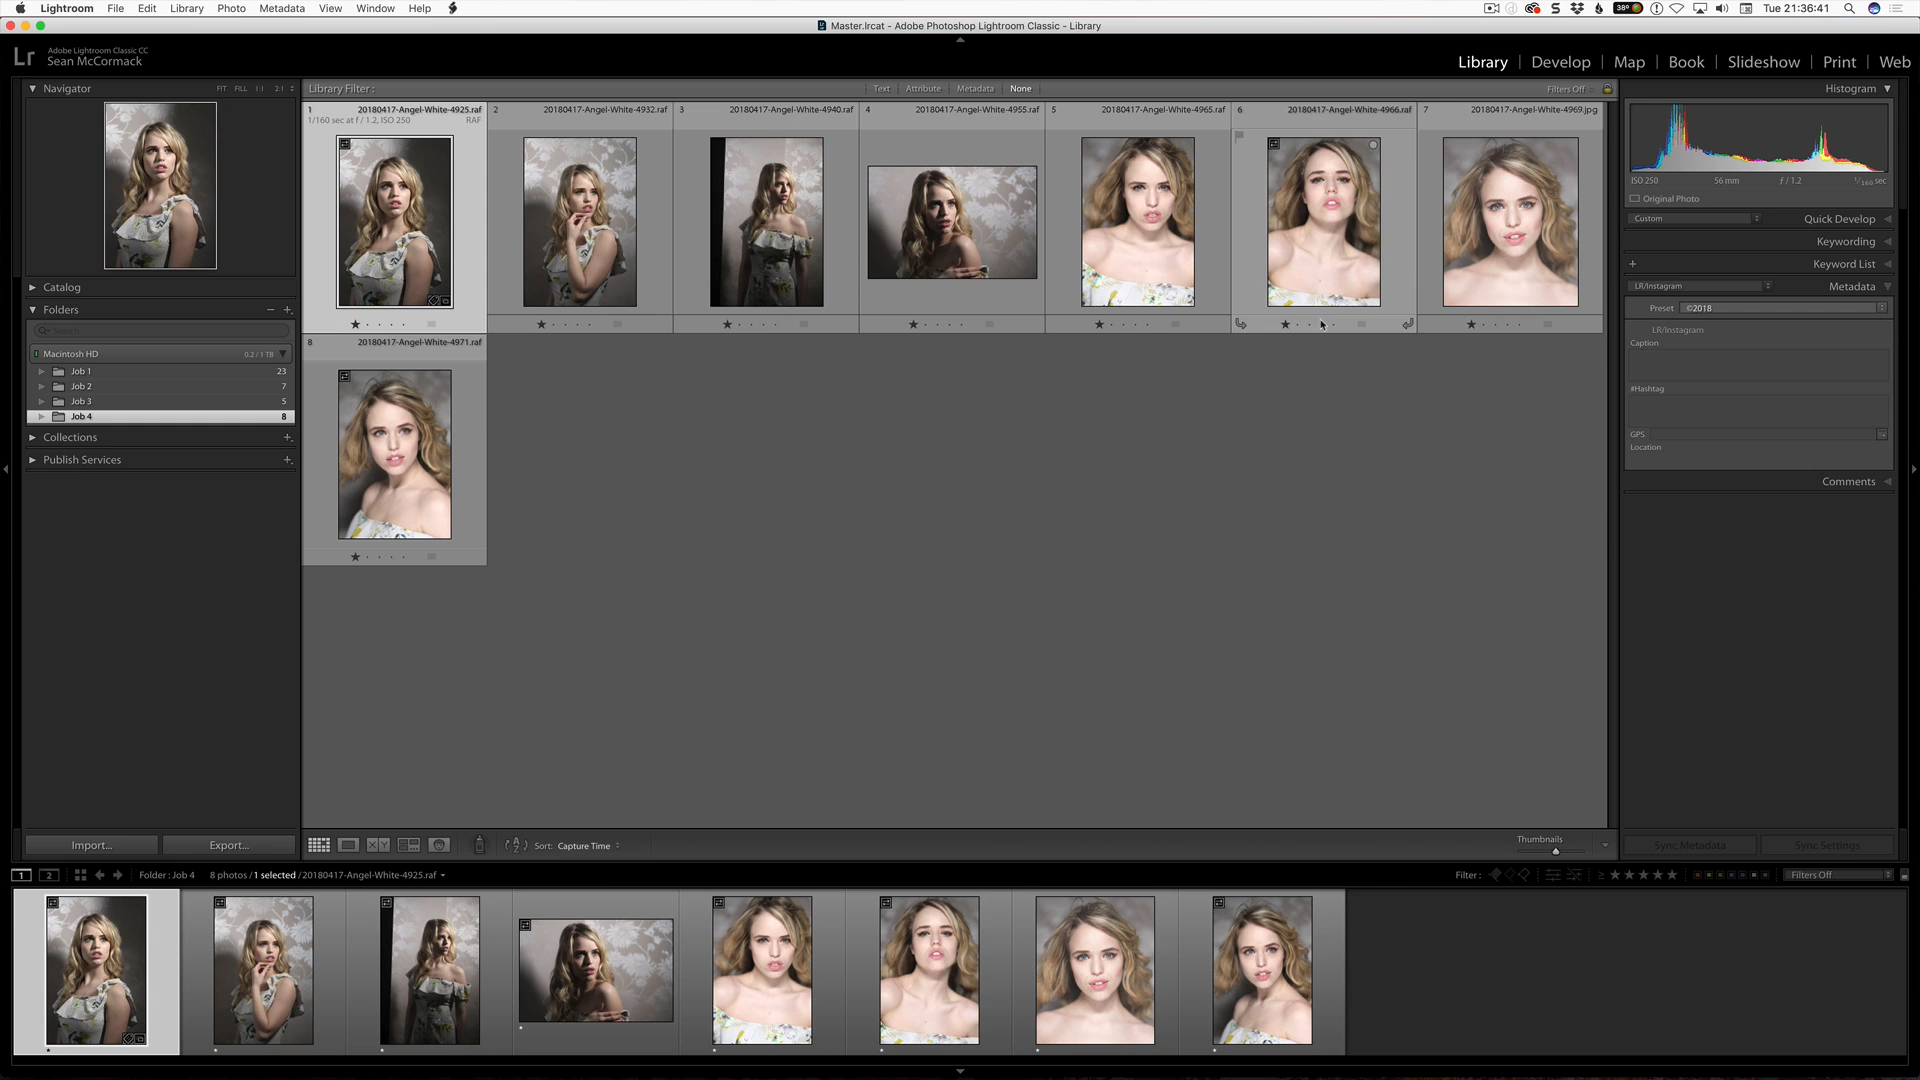 Lightroom File Edit Library Photo Metadata View Window Help
38° Tue 21:36:41
Master.lrcat - Adobe Photoshop Lightroom Classic - Library
Lr Adobe Lightroom Classic CC
Sean McCormack
Library | Develop | Map | Book | Slideshow | Print | Web
Navigator FIT FILL 1:1 2:1
Catalog
Folders
Search
Macintosh HD 0.2 / 1 TB
Job 1 23
Job 2 7
Job 3 5
Job 4 8
Collections
Publish Services
Import... Export...
Library Filter : Text Attribute Metadata None Filters Off
1 20180417-Angel-White-4925.raf
1/160 sec at f / 1.2, ISO 250 RAF
2 20180417-Angel-White-4932.raf
3 20180417-Angel-White-4940.raf
4 20180417-Angel-White-4955.raf
5 20180417-Angel-White-4965.raf
6 20180417-Angel-White-4966.raf
7 20180417-Angel-White-4969.jpg
8 20180417-Angel-White-4971.raf
Sort: Capture Time
Thumbnails
Histogram
ISO 250 56 mm ƒ / 1.2 1/160 sec
Original Photo
Custom Quick Develop
Keywording
Keyword List
LR/Instagram Metadata
Preset ©2018
LR/Instagram
Caption
#Hashtag
GPS
Location
Comments
Sync Metadata Sync Settings
1 2 Folder : Job 4 8 photos / 1 selected / 20180417-Angel-White-4925.raf
Filter : Filters Off